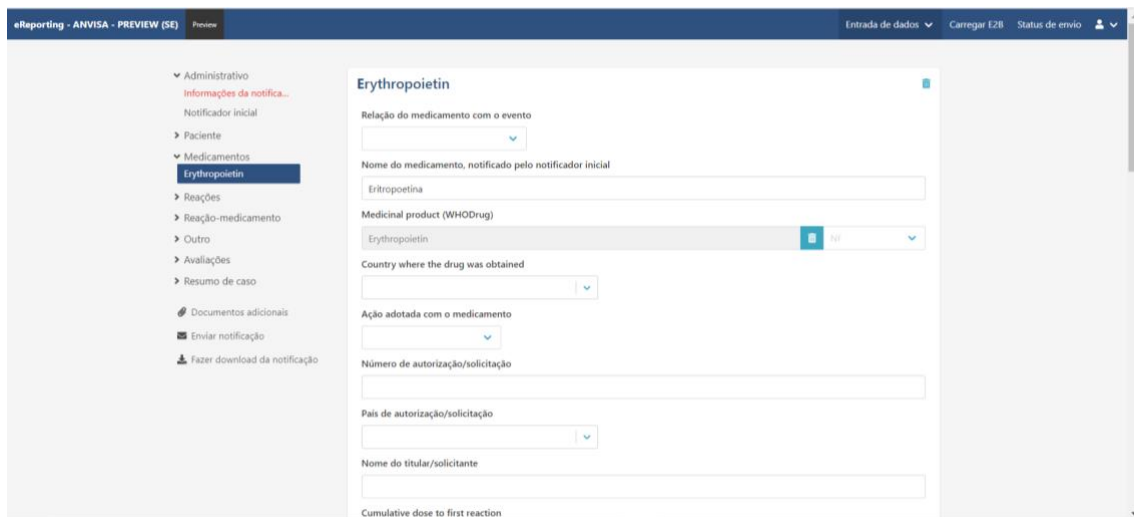 eReporting - ANVISA - PREVIEW (SE)
Preview
Entrada de dados
Carregar E2B
Status de envio
Administrativo
Informações da notifica...
Notificador inicial
Paciente
Medicamentos
Erythropoietin
Reações
Reação-medicamento
Outro
Avaliações
Resumo de caso
Documentos adicionais
Enviar notificação
Fazer download da notificação
Erythropoietin
Relação do medicamento com o evento
Nome do medicamento, notificado pelo notificador inicial
Eritropoetina
Medicinal product (WHODrug)
Erythropoietin
NF
Country where the drug was obtained
Ação adotada com o medicamento
Número de autorização/solicitação
País de autorização/solicitação
Nome do titular/solicitante
Cumulative dose to first reaction